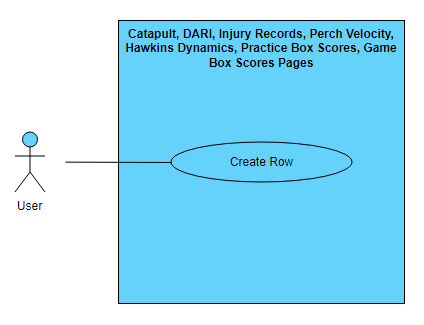 Catapult, DARI, Injury Records, Perch Velocity,
Hawkins Dynamics, Practice Box Scores, Game
Box Scores Pages
Create Row
User